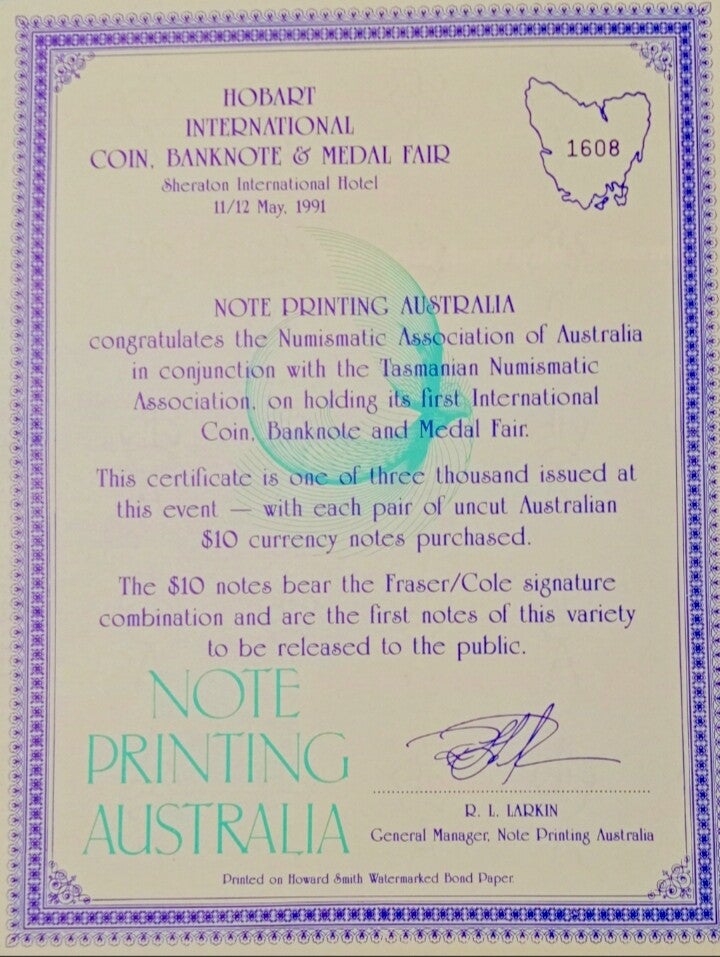 HOBART
INTERNATIONAL
COIN, BANKNOTE & MEDAL FAIR
Sheraton International Hotel
11/12 May, 1991
1608
NOTE PRINTING AUSTRALIA
congratulates the Numismatic Association of Australia
in conjunction with the Tasmanian Numismatic
Association, on holding its first International
Coin, Banknote and Medal Fair.
This certificate is one of three thousand issued at
this event — with each pair of uncut Australian
$10 currency notes purchased.
The $10 notes bear the Fraser/Cole signature
combination and are the first notes of this variety
to be released to the public.
NOTE
PRINTING
AUSTRALIA
R. L. LARKIN
General Manager, Note Printing Australia
Printed on Howard Smith Watermarked Bond Paper.